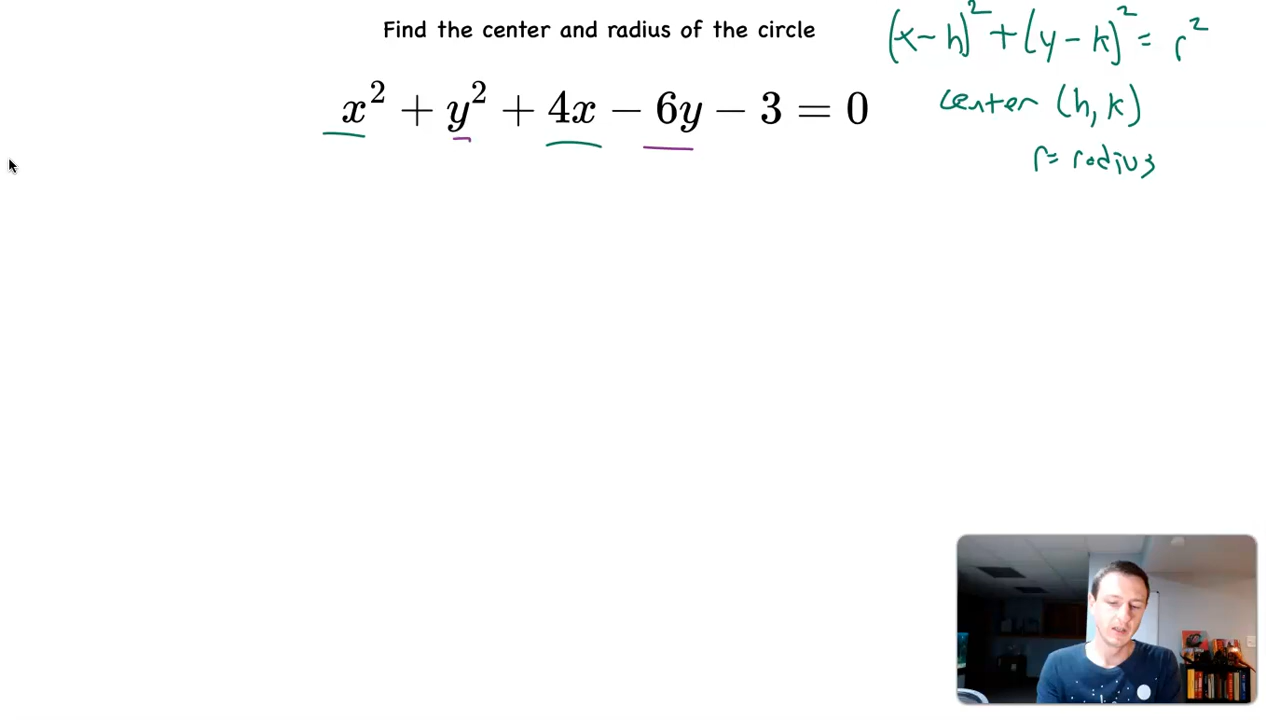 Find the center and radius of the circle
(x-h)² + (y-k)² = r²
x² + y² + 4x − 6y − 3 = 0
center (h, k)
r= radius